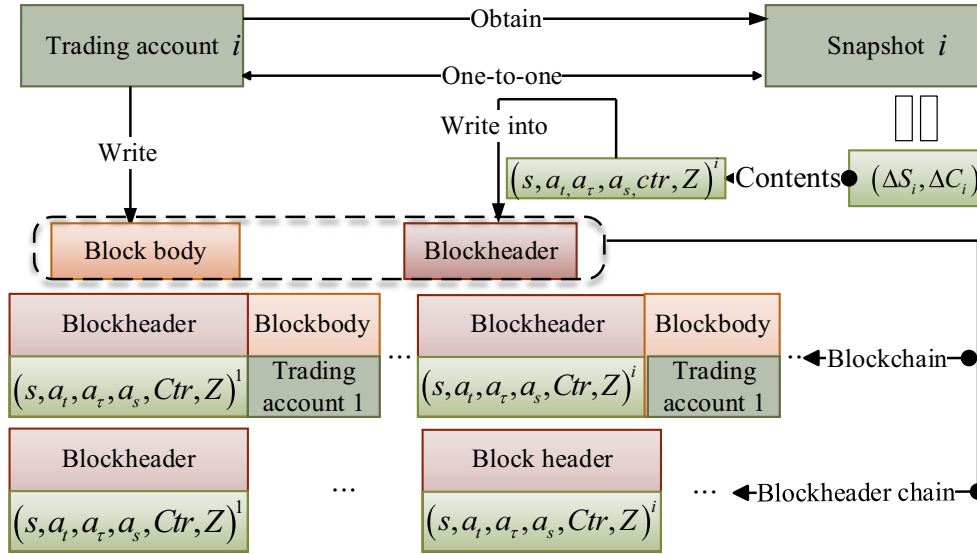 Trading account i
Obtain
Snapshot i
One-to-one
Write
Write into
(s, a_t, a_τ, a_s, ctr, Z)^i
Contents
(ΔS_i, ΔC_i)
Block body
Blockheader
Blockheader
Blockbody
...
Blockheader
Blockbody
...
Blockchain
(s, a_t, a_τ, a_s, Ctr, Z)^1
Trading
account 1
(s, a_t, a_τ, a_s, Ctr, Z)^i
Trading
account 1
Blockheader
...
Block header
...
Blockheader chain
(s, a_t, a_τ, a_s, Ctr, Z)^1
(s, a_t, a_τ, a_s, Ctr, Z)^i